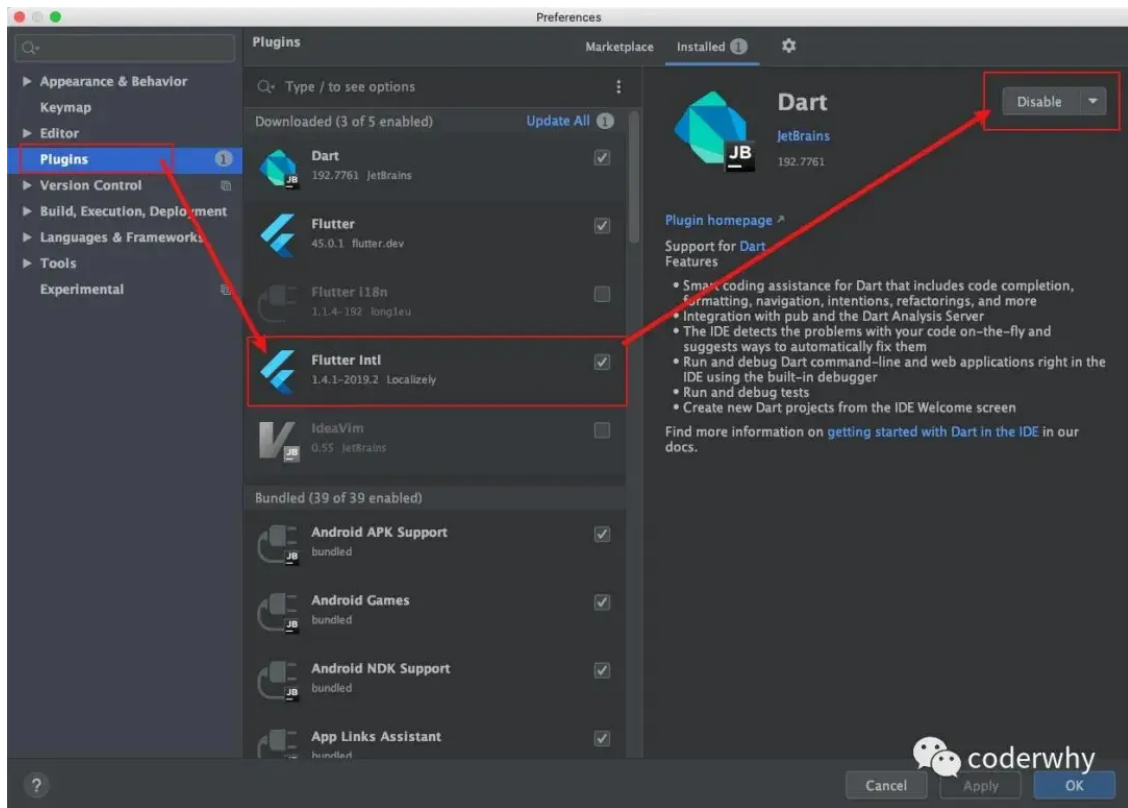 Preferences
Plugins
Marketplace
Installed 1
Appearance & Behavior
Keymap
Editor
Plugins 1
Version Control
Build, Execution, Deployment
Languages & Frameworks
Tools
Experimental
Type / to see options
Downloaded (3 of 5 enabled)
Update All 1
Dart
192.7761 JetBrains
Flutter
45.0.1 flutter.dev
Flutter i18n
1.1.4-192 long1eu
Flutter Intl
1.4.1-2019.2 Localizely
IdeaVim
0.55 JetBrains
Bundled (39 of 39 enabled)
Android APK Support
bundled
Android Games
bundled
Android NDK Support
bundled
App Links Assistant
bundled
JB
Dart
JetBrains
192.7761
Disable
Plugin homepage ↗
Support for Dart
Features
• Smart coding assistance for Dart that includes code completion,
formatting, navigation, intentions, refactorings, and more
• Integration with pub and the Dart Analysis Server
• The IDE detects the problems with your code on-the-fly and
suggests ways to automatically fix them
• Run and debug Dart command-line and web applications right in the
IDE using the built-in debugger
• Run and debug tests
• Create new Dart projects from the IDE Welcome screen
Find more information on getting started with Dart in the IDE in our
docs.
coderwhy
?
Cancel
Apply
OK